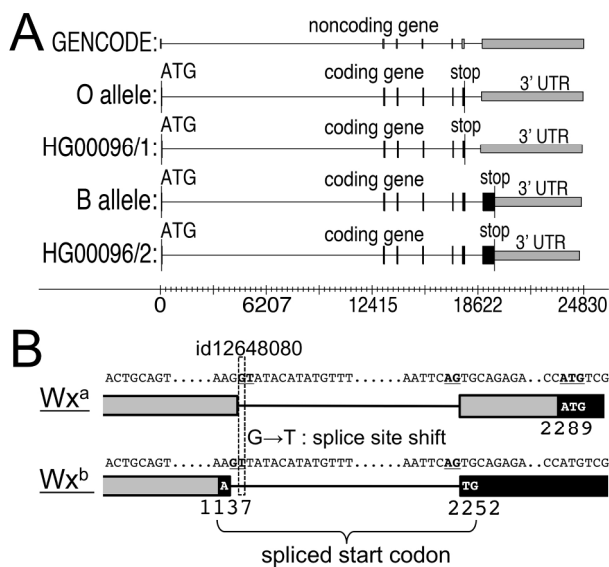 A
GENCODE: noncoding gene
ATG
O allele: coding gene stop 3' UTR
ATG
HG00096/1: coding gene stop 3' UTR
ATG
B allele: coding gene stop 3' UTR
ATG
HG00096/2: coding gene stop 3' UTR
0 6207 12415 18622 24830
B
id12648080
ACTGCAGT.....AAGGTATACATATGTTT......AATTCAGTGCAGAGA..CCATGTCG
Wxa ATG
2289
G→T : splice site shift
ACTGCAGT.....AAGTTATACATATGTTT......AATTCAGTGCAGAGA..CCATGTCG
Wxb A TG
1137 2252
spliced start codon